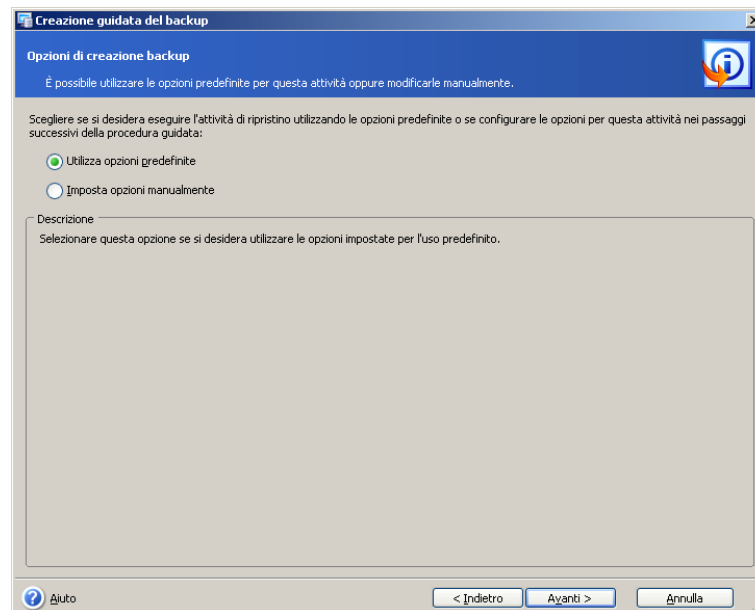 Creazione guidata del backup
Opzioni di creazione backup
È possibile utilizzare le opzioni predefinite per questa attività oppure modificarle manualmente.
Scegliere se si desidera eseguire l'attività di ripristino utilizzando le opzioni predefinite o se configurare le opzioni per questa attività nei passaggi
successivi della procedura guidata:
Utilizza opzioni predefinite
Imposta opzioni manualmente
Descrizione
Selezionare questa opzione se si desidera utilizzare le opzioni impostate per l'uso predefinito.
Aiuto
< Indietro
Avanti >
Annulla